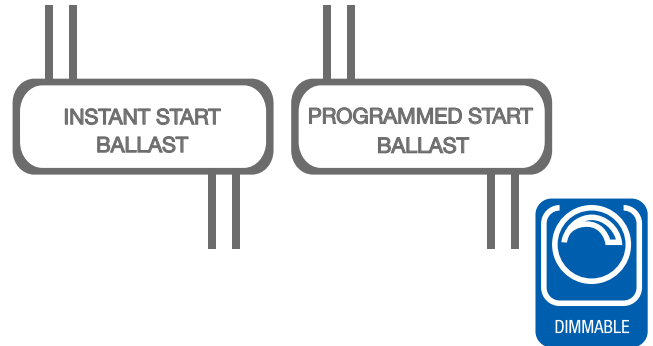 INSTANT START
BALLAST
PROGRAMMED START
BALLAST
DIMMABLE